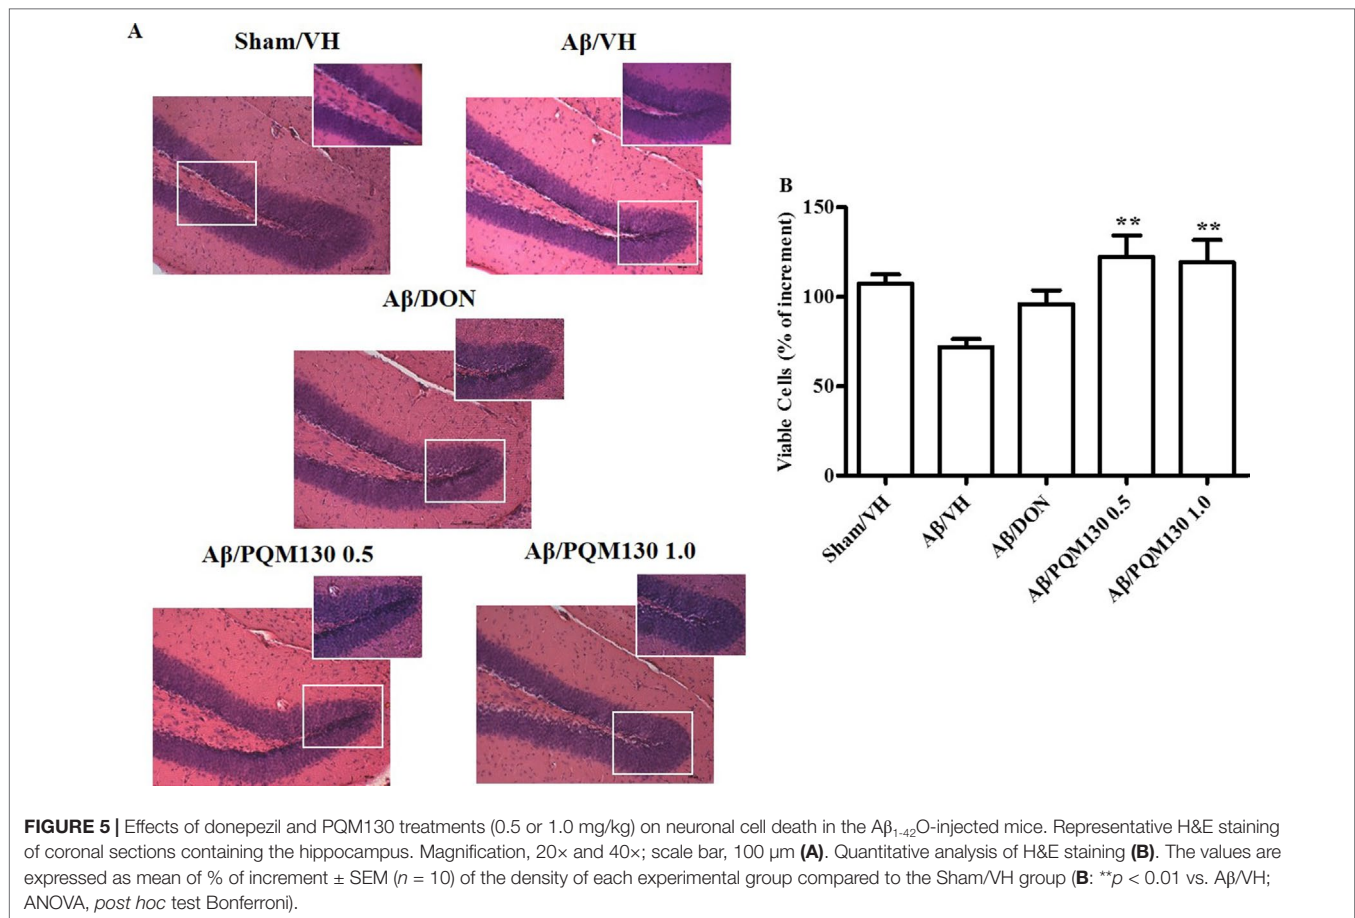 A
Sham/VH
Aβ/VH
Aβ/DON
Aβ/PQM130 0.5
Aβ/PQM130 1.0
B
Viable Cells (% of increment)
150
100
50
0
**
**
Sham/VH
Aβ/VH
Aβ/DON
Aβ/PQM130 0.5
Aβ/PQM130 1.0
FIGURE 5 | Effects of donepezil and PQM130 treatments (0.5 or 1.0 mg/kg) on neuronal cell death in the Aβ1-42O-injected mice. Representative H&E staining
of coronal sections containing the hippocampus. Magnification, 20× and 40×; scale bar, 100 µm (A). Quantitative analysis of H&E staining (B). The values are
expressed as mean of % of increment ± SEM (n = 10) of the density of each experimental group compared to the Sham/VH group (B: **p < 0.01 vs. Aβ/VH;
ANOVA, post hoc test Bonferroni).